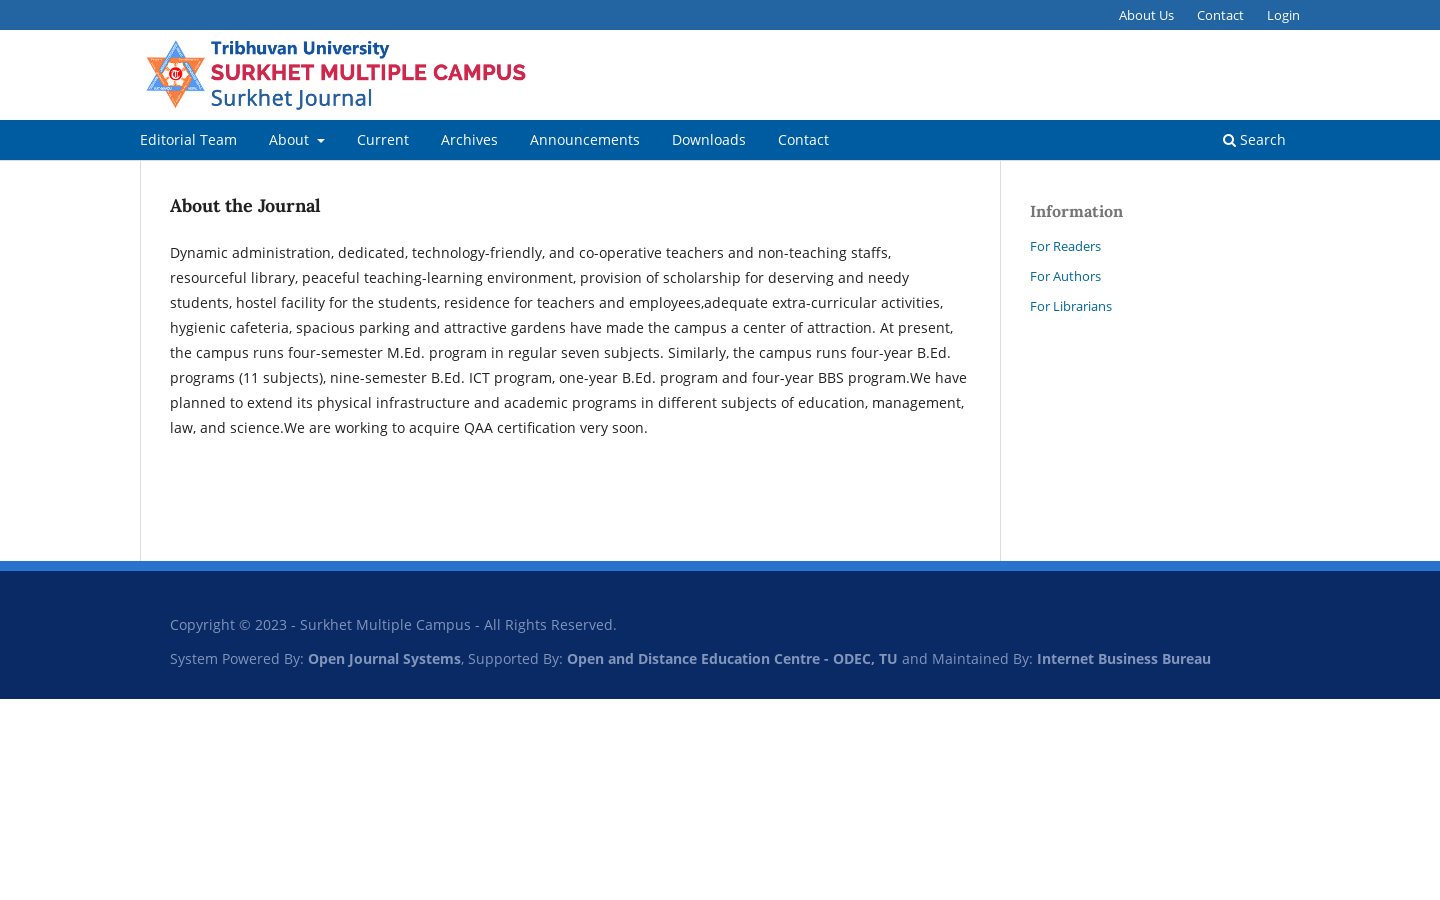 About Us Contact Login
Tribhuvan University
SURKHET MULTIPLE CAMPUS
Surkhet Journal
Editorial Team About Current Archives Announcements Downloads Contact Search
About the Journal
Dynamic administration, dedicated, technology-friendly, and co-operative teachers and non-teaching staffs,
resourceful library, peaceful teaching-learning environment, provision of scholarship for deserving and needy
students, hostel facility for the students, residence for teachers and employees,adequate extra-curricular activities,
hygienic cafeteria, spacious parking and attractive gardens have made the campus a center of attraction. At present,
the campus runs four-semester M.Ed. program in regular seven subjects. Similarly, the campus runs four-year B.Ed.
programs (11 subjects), nine-semester B.Ed. ICT program, one-year B.Ed. program and four-year BBS program.We have
planned to extend its physical infrastructure and academic programs in different subjects of education, management,
law, and science.We are working to acquire QAA certification very soon.
Information
For Readers
For Authors
For Librarians
Copyright © 2023 - Surkhet Multiple Campus - All Rights Reserved.
System Powered By: Open Journal Systems, Supported By: Open and Distance Education Centre - ODEC, TU and Maintained By: Internet Business Bureau